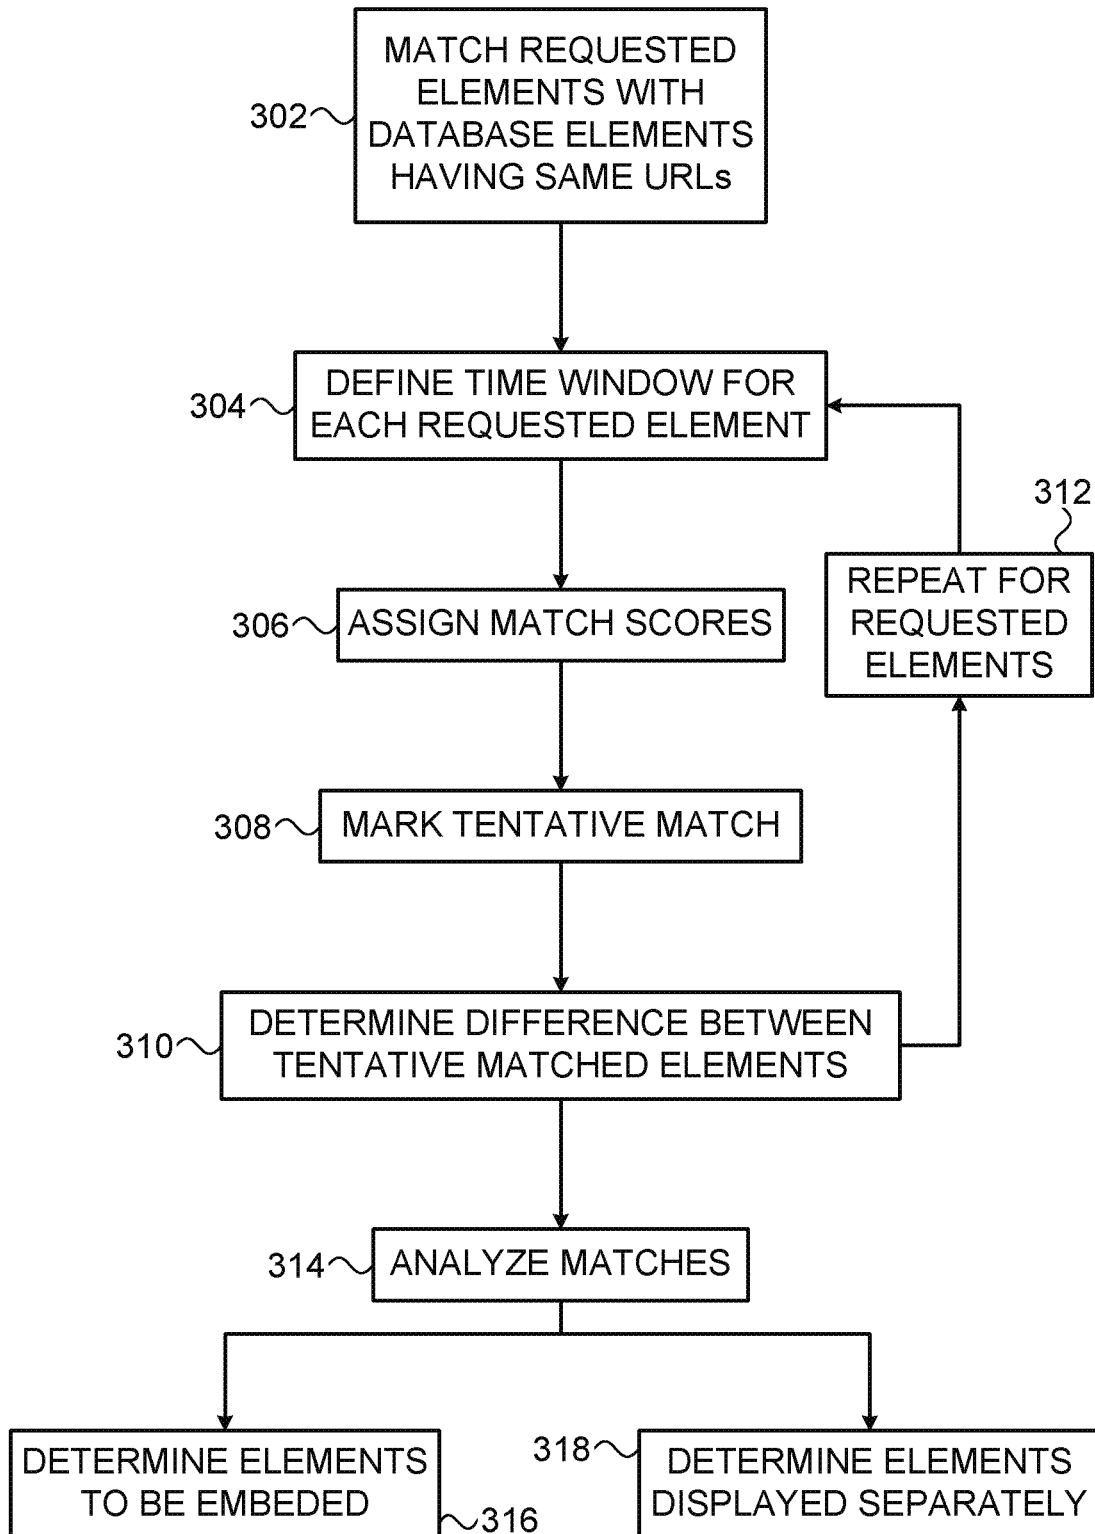 MATCH REQUESTED
ELEMENTS WITH
DATABASE ELEMENTS
HAVING SAME URLs
302
DEFINE TIME WINDOW FOR
EACH REQUESTED ELEMENT
304
312
REPEAT FOR
REQUESTED
ELEMENTS
306
ASSIGN MATCH SCORES
308
MARK TENTATIVE MATCH
310
DETERMINE DIFFERENCE BETWEEN
TENTATIVE MATCHED ELEMENTS
314
ANALYZE MATCHES
DETERMINE ELEMENTS
TO BE EMBEDED
316
318
DETERMINE ELEMENTS
DISPLAYED SEPARATELY